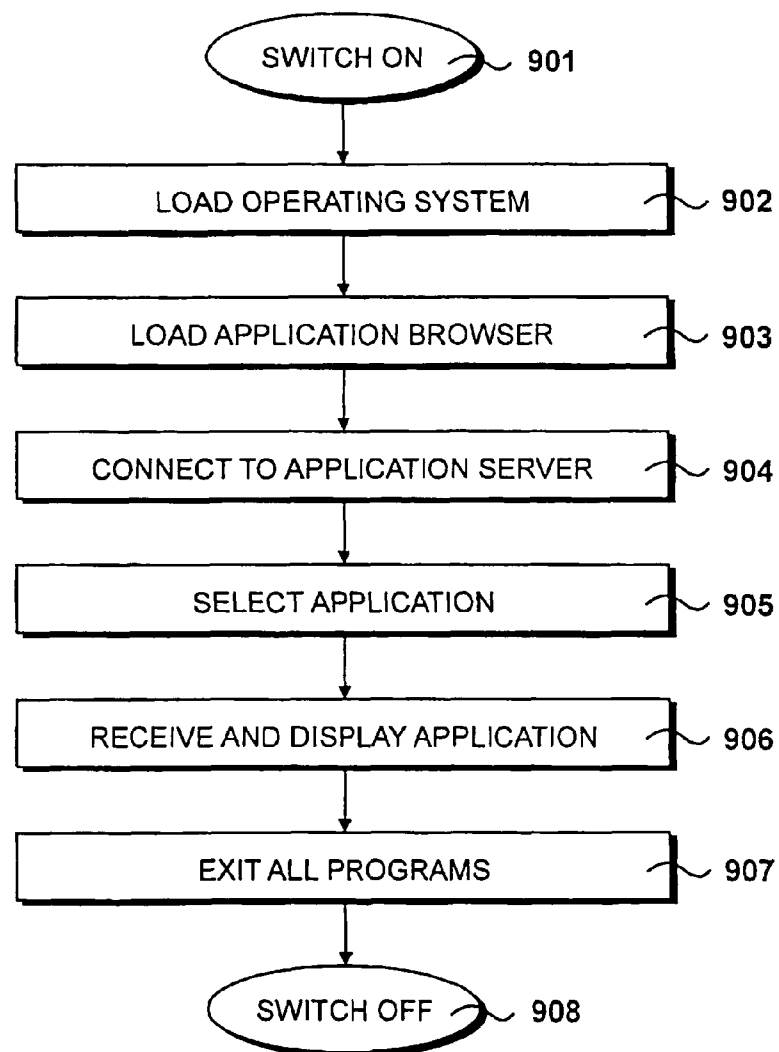 SWITCH ON 901
LOAD OPERATING SYSTEM 902
LOAD APPLICATION BROWSER 903
CONNECT TO APPLICATION SERVER 904
SELECT APPLICATION 905
RECEIVE AND DISPLAY APPLICATION 906
EXIT ALL PROGRAMS 907
SWITCH OFF 908